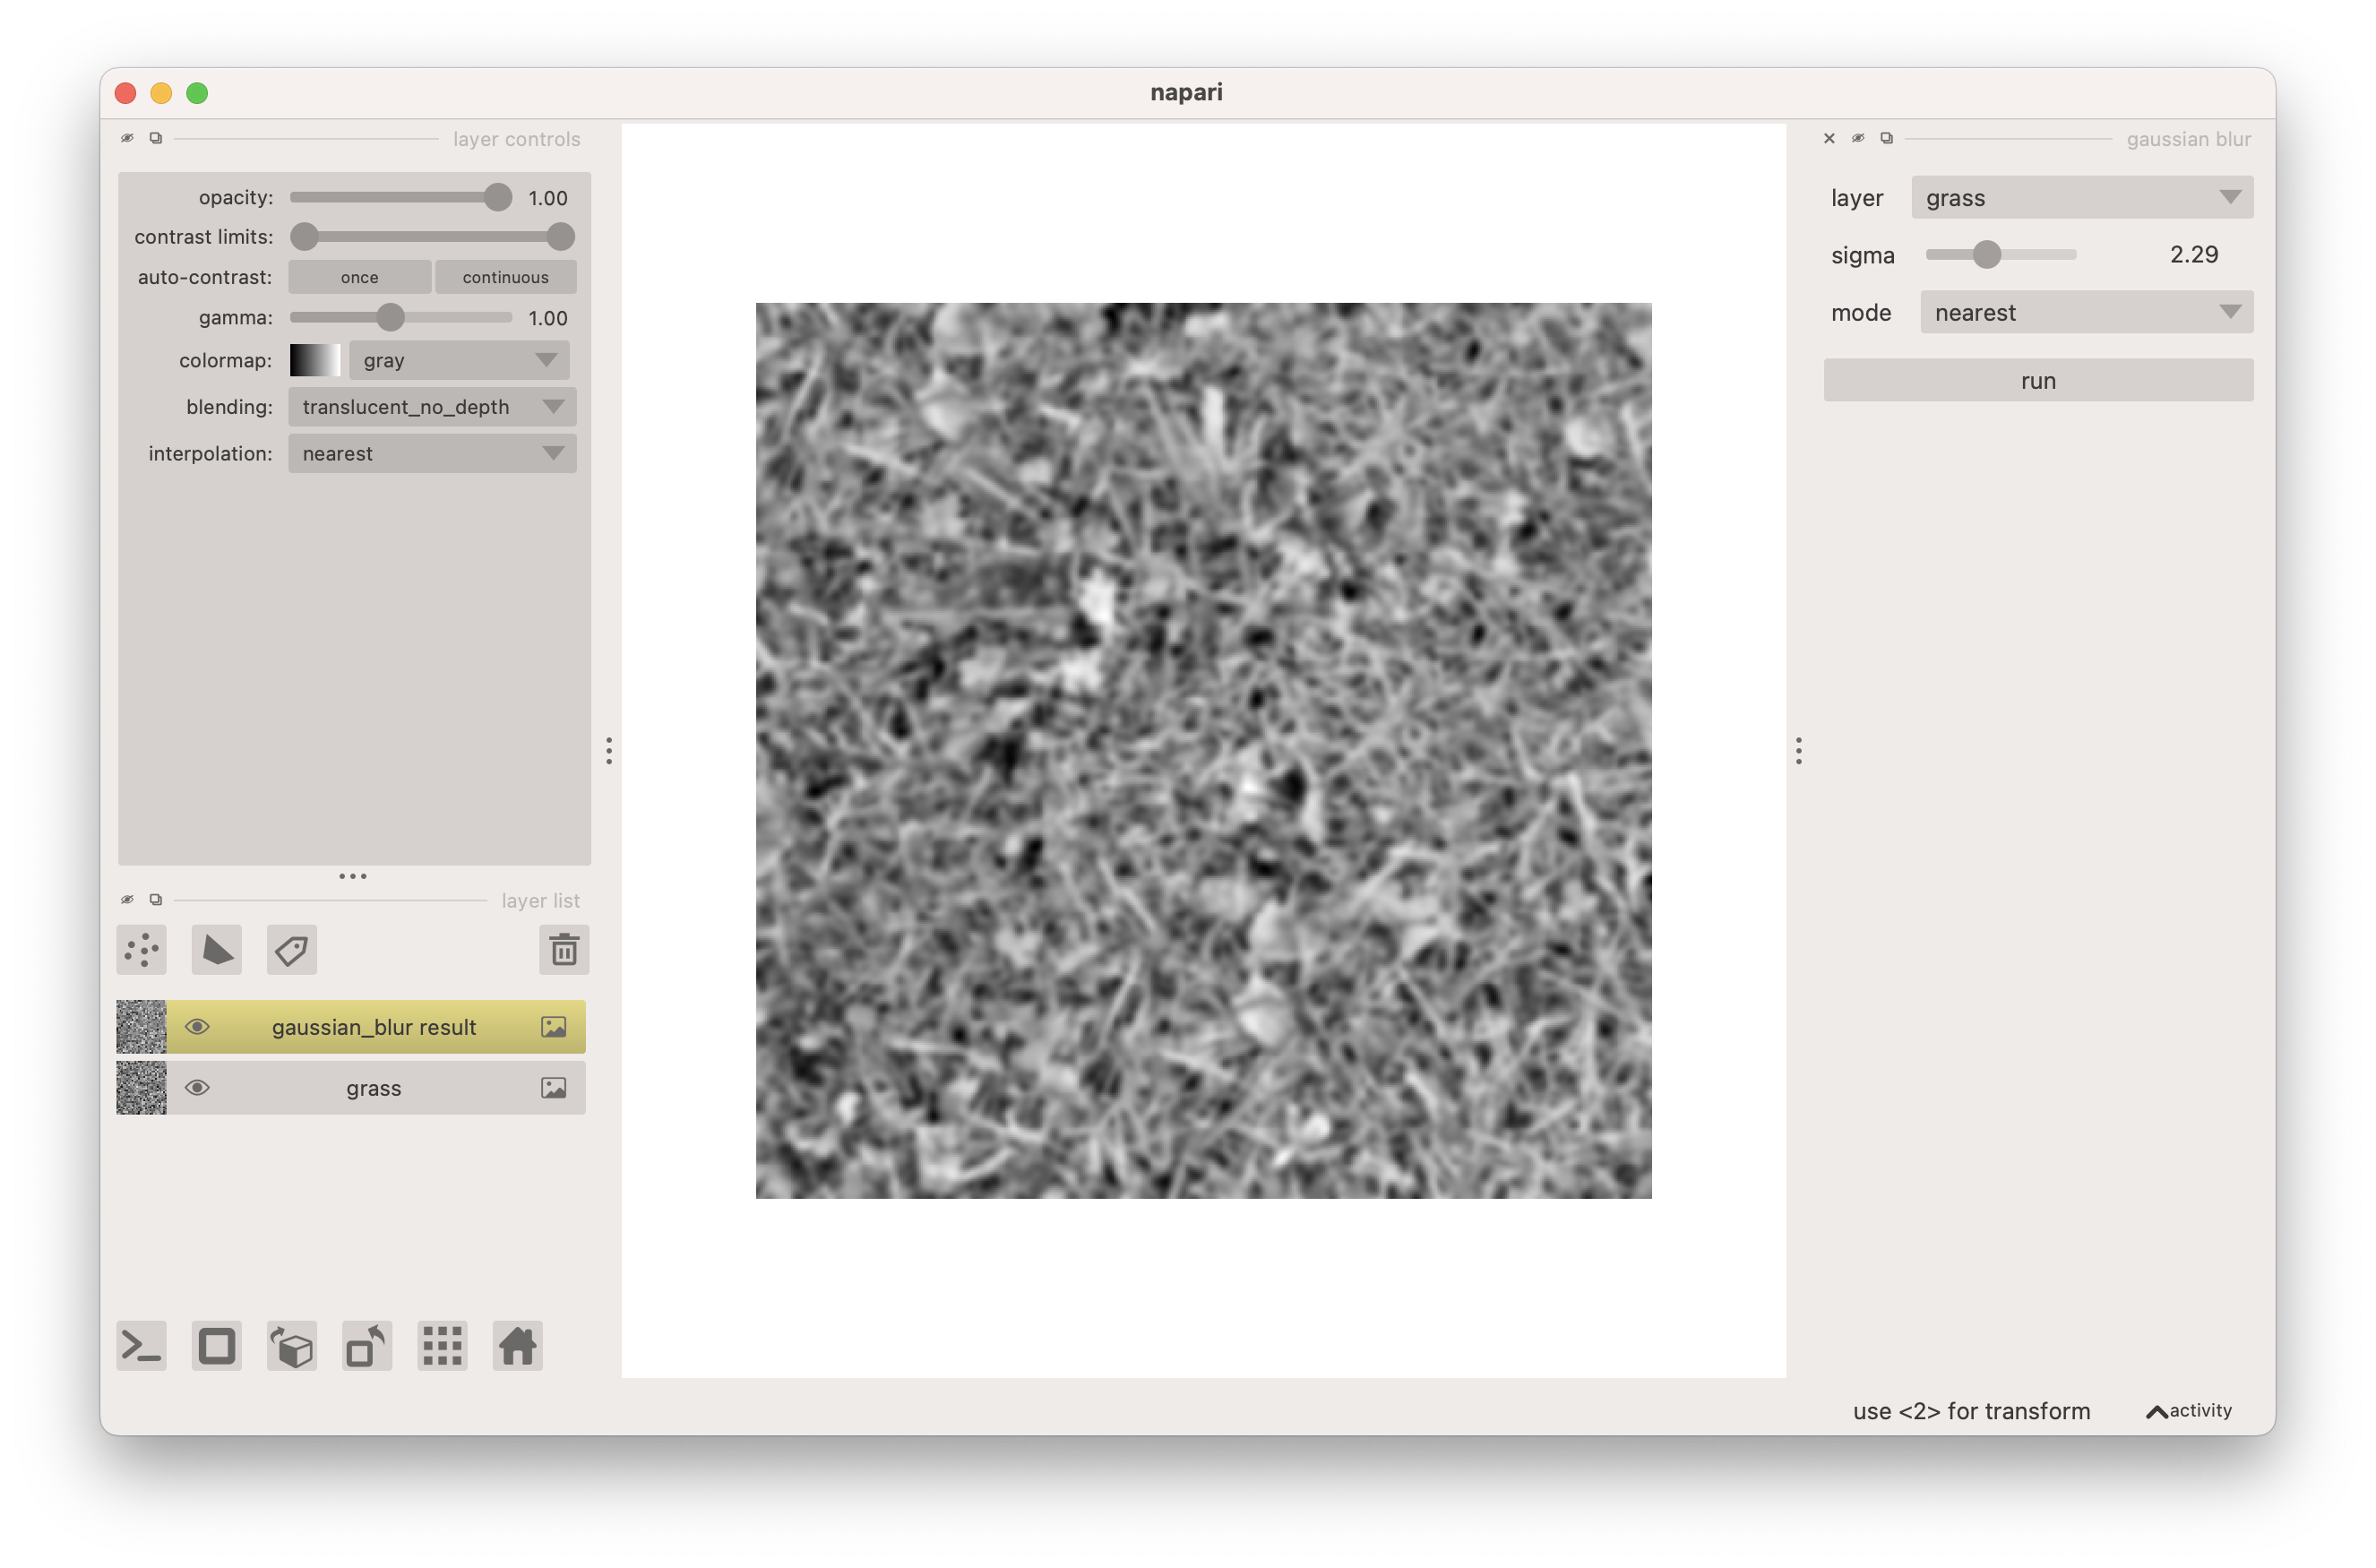 napari
layer controls
opacity: 1.00
contrast limits:
auto-contrast: once continuous
gamma: 1.00
colormap: gray
blending: translucent_no_depth
interpolation: nearest
layer list
gaussian_blur result
grass
gaussian blur
layer grass
sigma 2.29
mode nearest
run
use <2> for transform activity